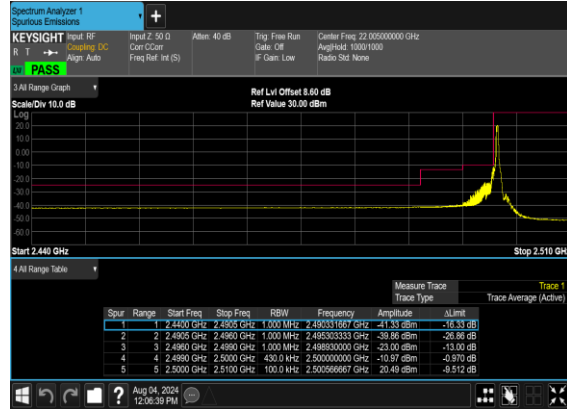 Spectrum Analyzer 1
Spurious Emissions
+
KEYSIGHT Input: RF Input Z: 50 Ω Atten: 40 dB Trig: Free Run Center Freq: 22.005000000 GHz
R T Coupling: DC Corr CCorr Gate: Off Avg|Hold: 1000/1000
Align: Auto Freq Ref: Int (S) IF Gain: Low Radio Std: None
LW PASS
3 All Range Graph
Ref Lvl Offset 8.60 dB
Scale/Div 10.0 dB Ref Value 30.00 dBm
Log
20.0
10.0
0.00
-10.0
-20.0
-30.0
-40.0
-50.0
-60.0
Start 2.440 GHz Stop 2.510 GH
4 All Range Table
Measure Trace Trace 1
Trace Type Trace Average (Active)
Spur Range Start Freq Stop Freq RBW Frequency Amplitude ΔLimit
1 1 2.4400 GHz 2.4905 GHz 1.000 MHz 2.490331667 GHz -41.33 dBm -16.33 dB
2 2 2.4905 GHz 2.4960 GHz 1.000 MHz 2.495303333 GHz -39.86 dBm -26.86 dB
3 3 2.4960 GHz 2.4990 GHz 1.000 MHz 2.498930000 GHz -23.00 dBm -13.00 dB
4 4 2.4990 GHz 2.5000 GHz 430.0 kHz 2.500000000 GHz -10.97 dBm -0.970 dB
5 5 2.5000 GHz 2.5100 GHz 100.0 kHz 2.500566667 GHz 20.49 dBm -9.512 dB
? Aug 04, 2024
12:06:39 PM